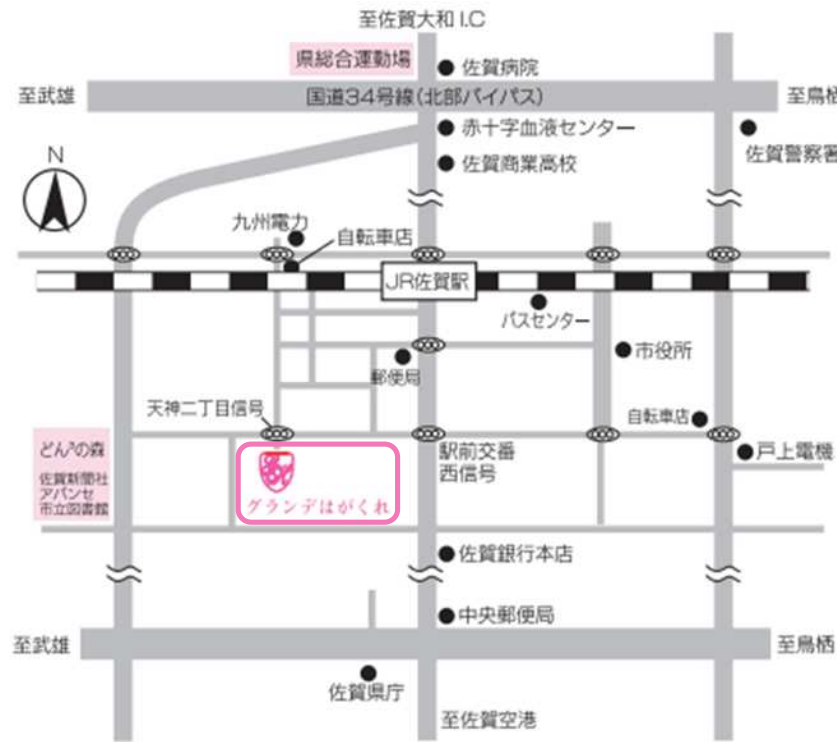 至佐賀大和I.C
県総合運動場
佐賀病院
至武雄
国道34号線(北部バイパス)
至鳥栖
赤十字血液センター
佐賀警察署
佐賀商業高校
N
九州電力
自転車店
JR佐賀駅
バスセンター
市役所
郵便局
天神二丁目信号
自転車店
どん³の森
佐賀新聞社
アバンセ
市立図書館
駅前交番
西信号
戸上電機
グランデはがくれ
佐賀銀行本店
中央郵便局
至武雄
至鳥栖
佐賀県庁
至佐賀空港